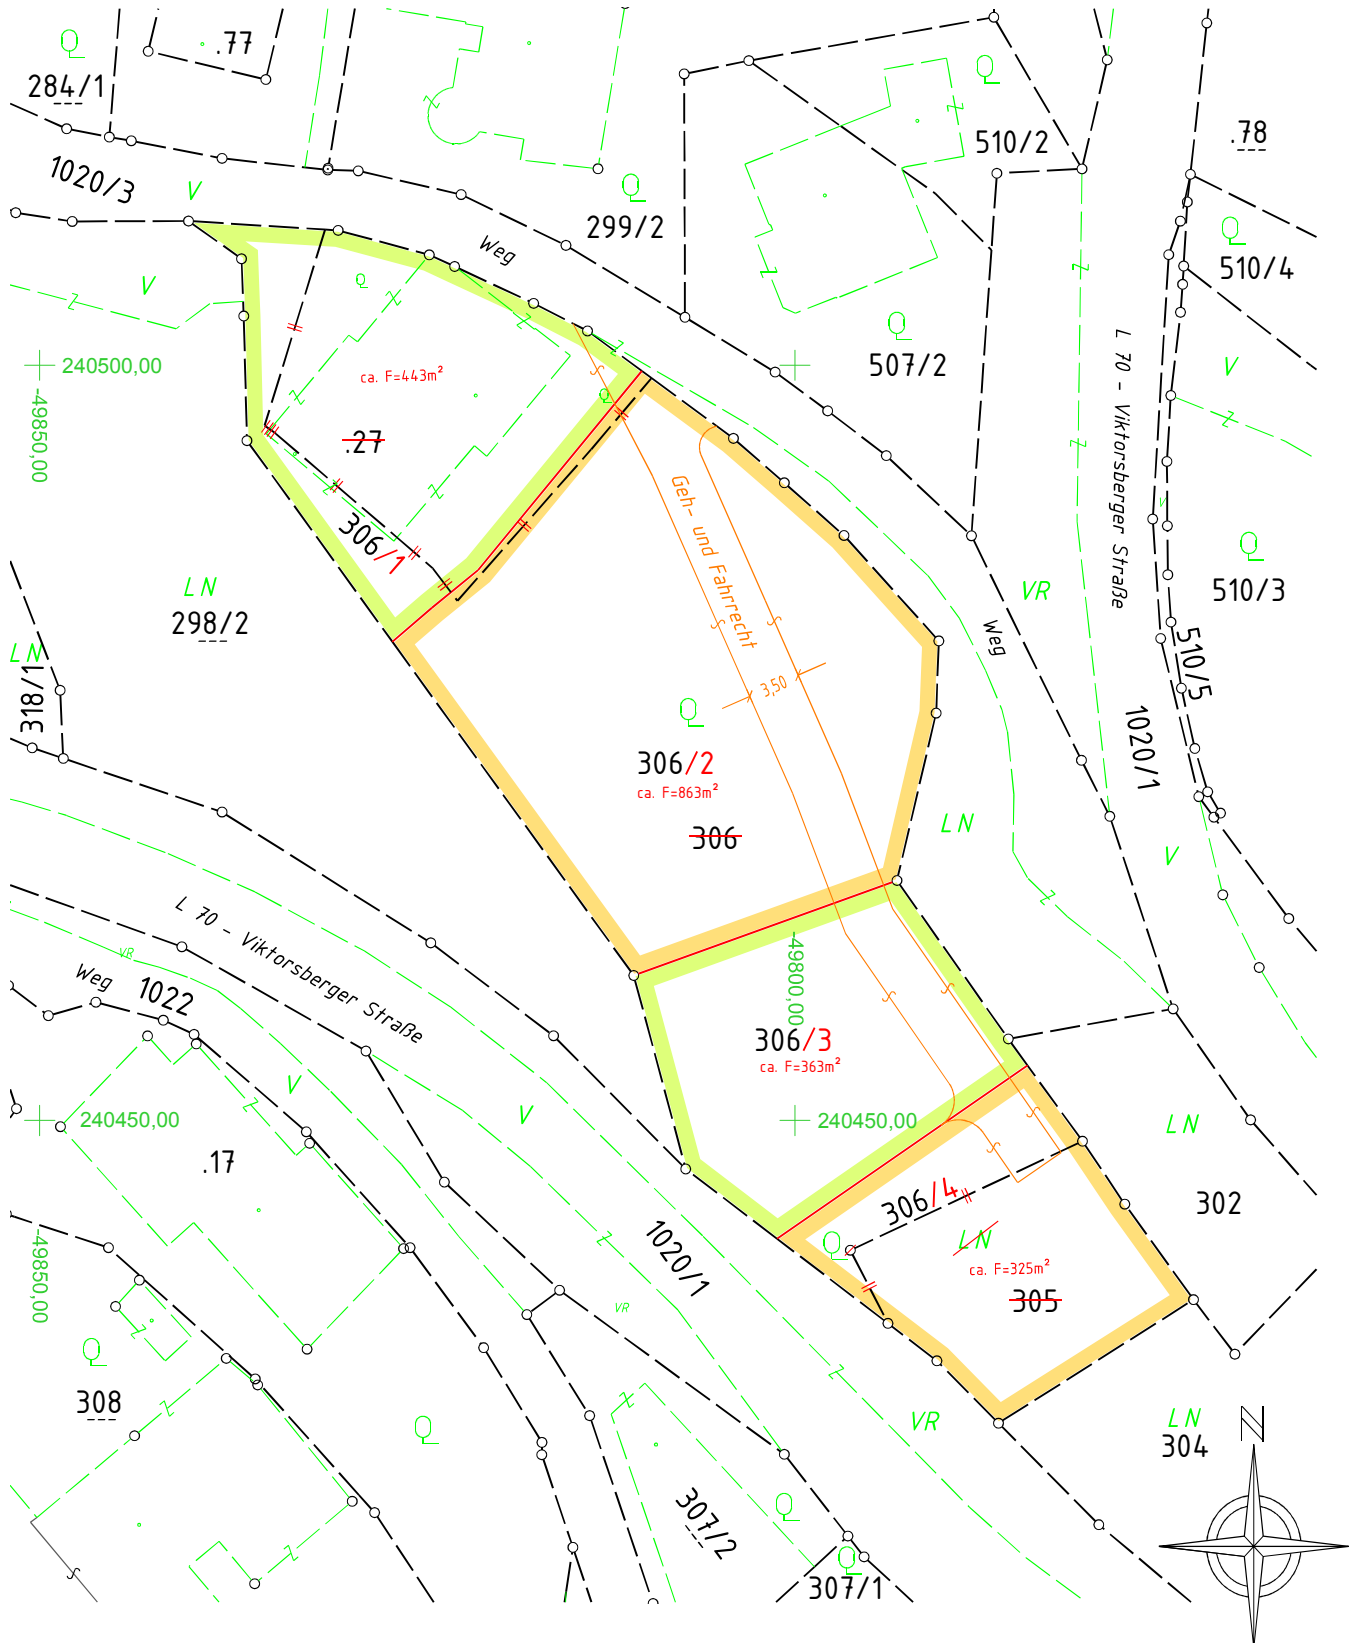 .77
284/1
510/2
.78
1020/3
V
299/2
Weg
510/4
V
240500,00
-49850,00
507/2
V
L 70 - Viktorsberger Straße
ca. F=443m²
.27
V
Geh- und Fahrrecht
306/1
LN
298/2
VR
510/3
Weg
LN
318/1
510/5
3,50
306/2
ca. F=863m²
306
1020/1
LN
V
L 70 - Viktorsberger Straße
VR
Weg
1022
-49800,00
306/3
ca. F=363m²
V
V
240450,00
240450,00
LN
.17
306/4
302
-49850,00
1020/1
LN
ca. F=325m²
305
VR
308
VR
LN
304
N
307/2
307/1